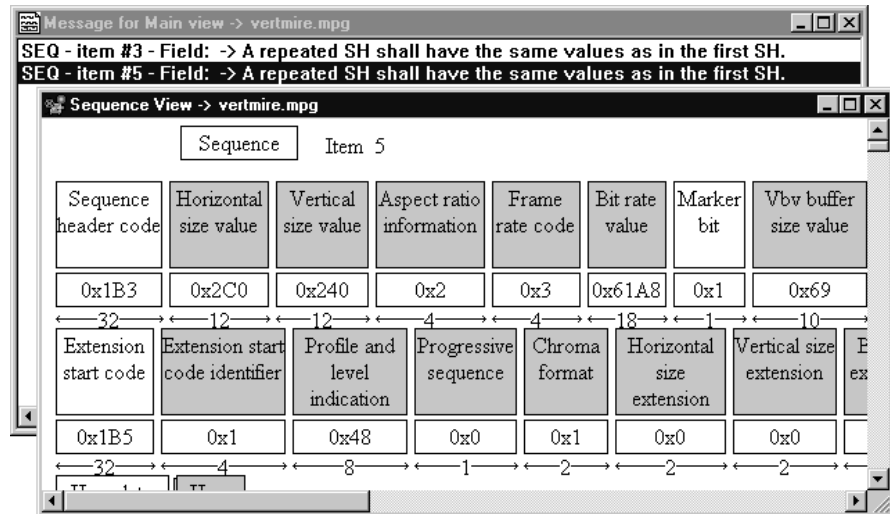 Message for Main view -> vertmire.mpg
SEQ - item #3 - Field: -> A repeated SH shall have the same values as in the first SH.
SEQ - item #5 - Field: -> A repeated SH shall have the same values as in the first SH.
Sequence View -> vertmire.mpg
Sequence Item 5
Sequence Horizontal Vertical Aspect ratio Frame Bit rate Marker Vbv buffer
header code size value size value information rate code value bit size value
0x1B3 0x2C0 0x240 0x2 0x3 0x61A8 0x1 0x69
32 12 12 4 4 18 1 10
Extension Extension start Profile and Progressive Chroma Horizontal Vertical size
start code code identifier level sequence format size extension
indication extension
0x1B5 0x1 0x48 0x0 0x1 0x0 0x0
32 4 8 1 2 2 2